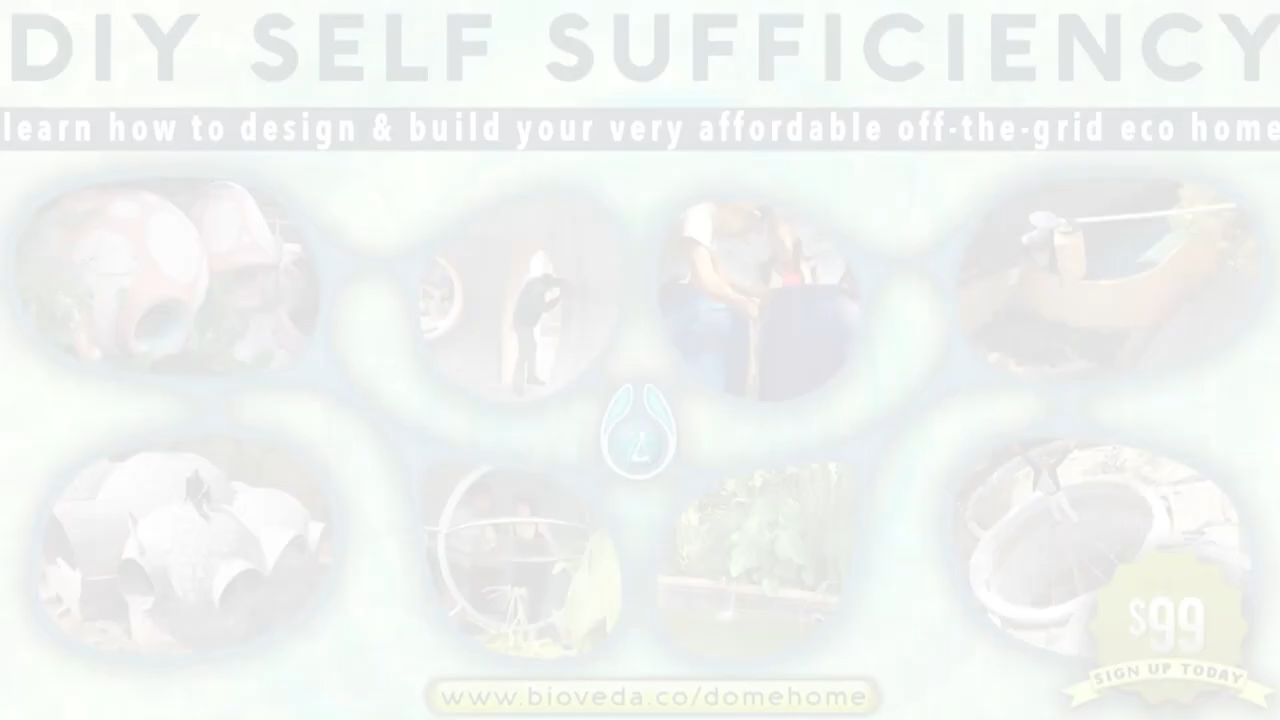 DIY SELF SUFFICIENCY
learn how to design & build your very affordable off-the-grid eco home
$99
SIGN UP TODAY
www.bioveda.co/domehome